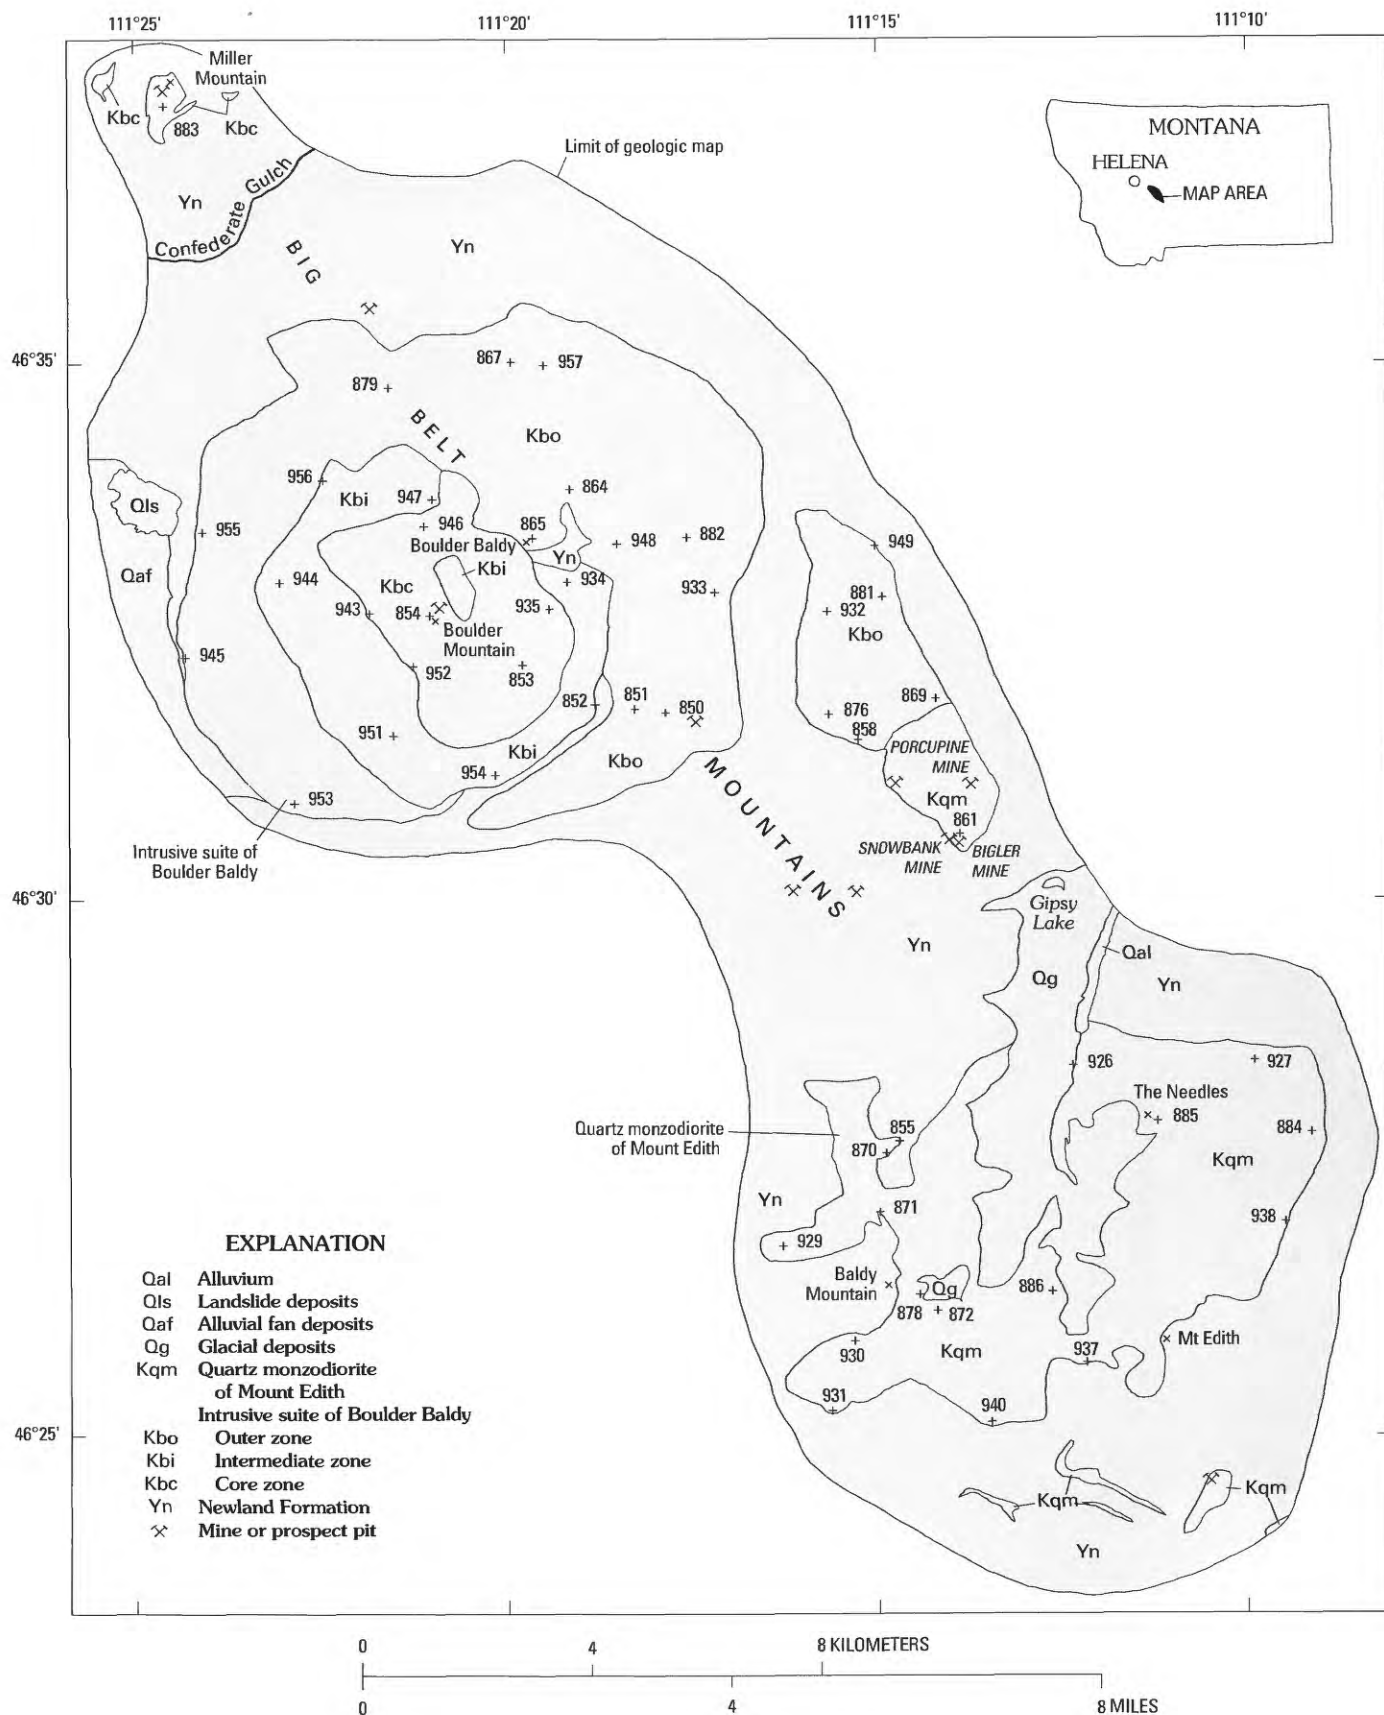 111°25' 111°20' 111°15' 111°10'
Miller
Mountain
Kbc
883
Kbc
Limit of geologic map
MONTANA
HELENA
MAP AREA
Yn
Confederate Gulch
BIG
Yn
46°35'
867
957
879
BELT
Kbo
956
Kbi
947
864
Qls
955
946
865
Boulder Baldy
948
882
949
Yn
Qaf
944
Kbc
Kbi
934
933
881
932
943
854
935
Kbo
Boulder
Mountain
945
952
853
869
852
851
850
876
858
951
PORCUPINE
MINE
Kbi
Kbo
954
MOUNTAINS
Kqm
953
861
Intrusive suite of
Boulder Baldy
SNOWBANK
MINE
BIGLER
MINE
46°30'
Gipsy
Lake
Yn
Qal
Qg
Yn
926
927
The Needles
885
884
Quartz monzodiorite
of Mount Edith
855
870
Kqm
Yn
871
938
929
EXPLANATION
Qal Alluvium
Qls Landslide deposits
Qaf Alluvial fan deposits
Qg Glacial deposits
Kqm Quartz monzodiorite
of Mount Edith
Intrusive suite of Boulder Baldy
Kbo Outer zone
Kbi Intermediate zone
Kbc Core zone
Yn Newland Formation
Mine or prospect pit
Baldy
Mountain
Qg
886
878
872
Mt Edith
930
Kqm
937
931
940
46°25'
Kqm
Kqm
Yn
0 4 8 KILOMETERS
0 4 8 MILES